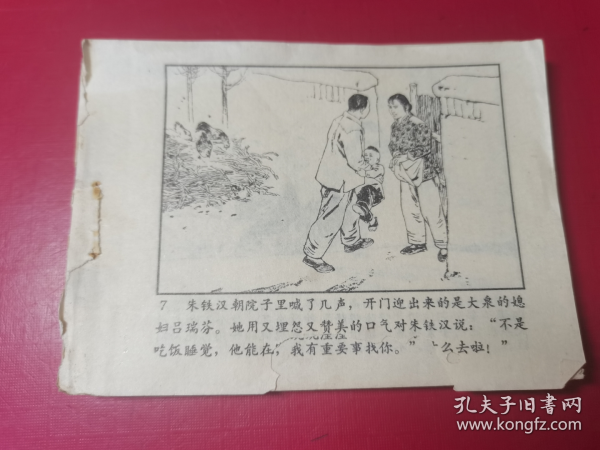 7 朱铁汉朝院子里喊了几声，开门迎出来的是大泉的媳
妇吕瑞芬。她用又埋怨又赞美的口气对朱铁汉说：“不是
吃饭睡觉，他能在
我有重要事找你。”
么去啦！”
孔夫子旧书网
www.kongfz.com